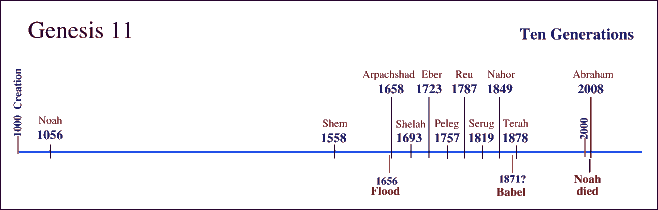 Genesis 11
Ten Generations
1000 Creation
Noah
1056
Shem
1558
Arpachshad
1658
Shelah
1693
Eber
1723
Peleg
1757
Reu
1787
Serug
1819
Nahor
1849
Terah
1878
2000
Abraham
2008
1656
Flood
1871?
Babel
Noah
died